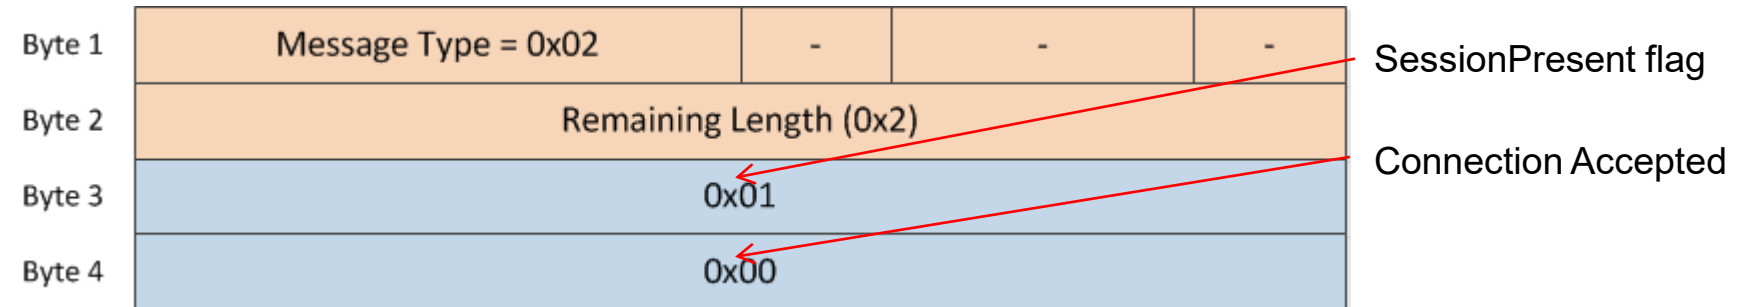 Byte 1 Message Type = 0x02 - - -
SessionPresent flag
Byte 2 Remaining Length (0x2)
Connection Accepted
Byte 3 0x01
Byte 4 0x00